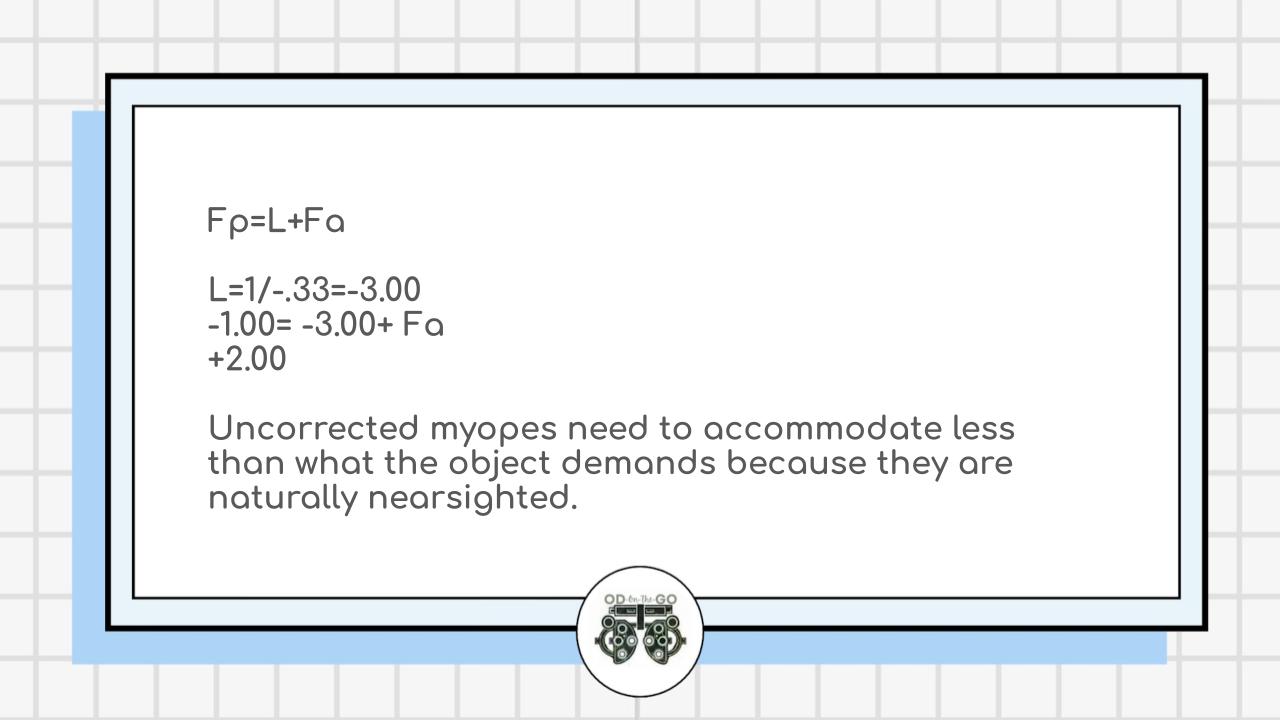 Fp=L+Fa
L=1/-.33=-3.00
-1.00= -3.00+ Fa
+2.00
Uncorrected myopes need to accommodate less
than what the object demands because they are
naturally nearsighted.
OD-On-The-GO